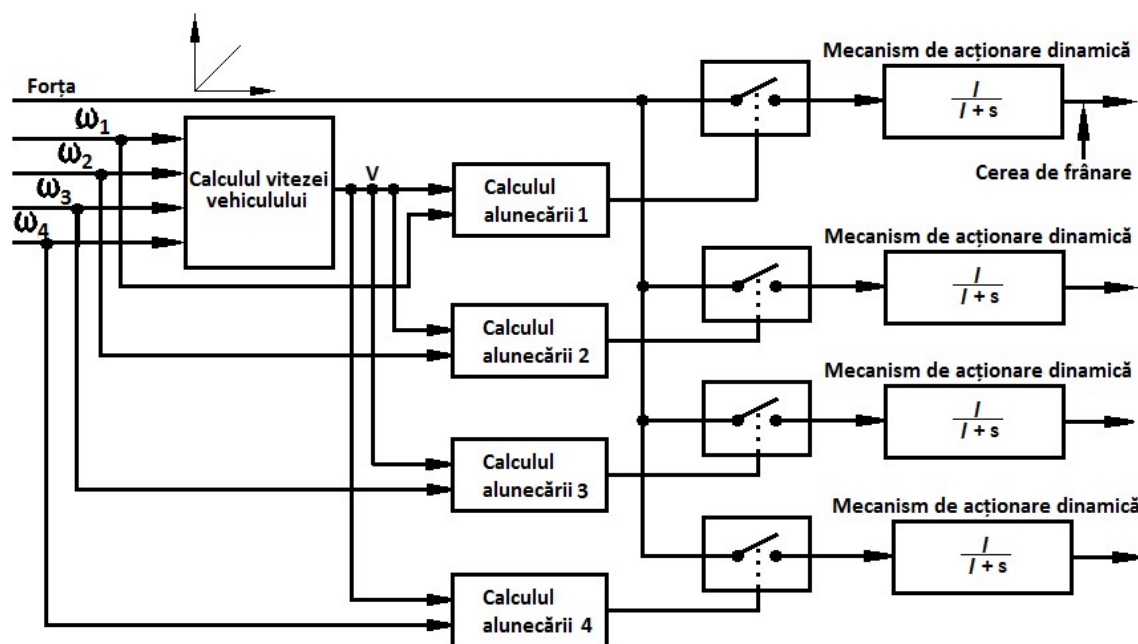 Mecanism de acționare dinamică
Forța
I
I + s
ω1
ω2
ω3
ω4
Calculul vitezei
vehiculului
V
Calculul
alunecării 1
Cerea de frânare
Mecanism de acționare dinamică
I
I + s
Calculul
alunecării 2
Mecanism de acționare dinamică
I
I + s
Calculul
alunecării 3
Mecanism de acționare dinamică
I
I + s
Calculul
alunecării 4